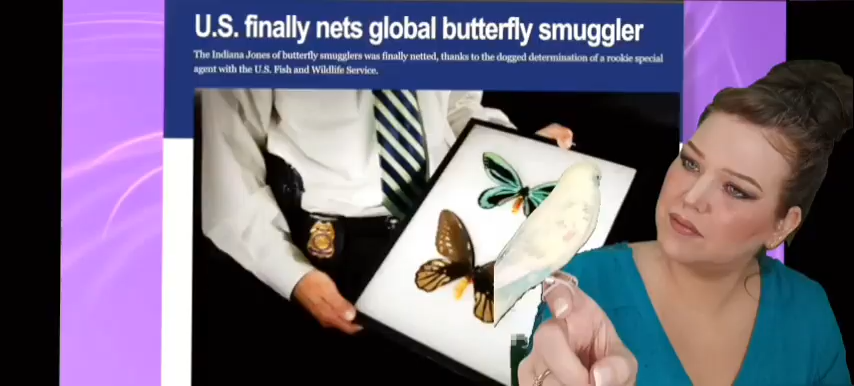 U.S. finally nets global butterfly smuggler
The Indiana Jones of butterfly smugglers was finally netted, thanks to the dogged determination of a rookie special
agent with the U.S. Fish and Wildlife Service.